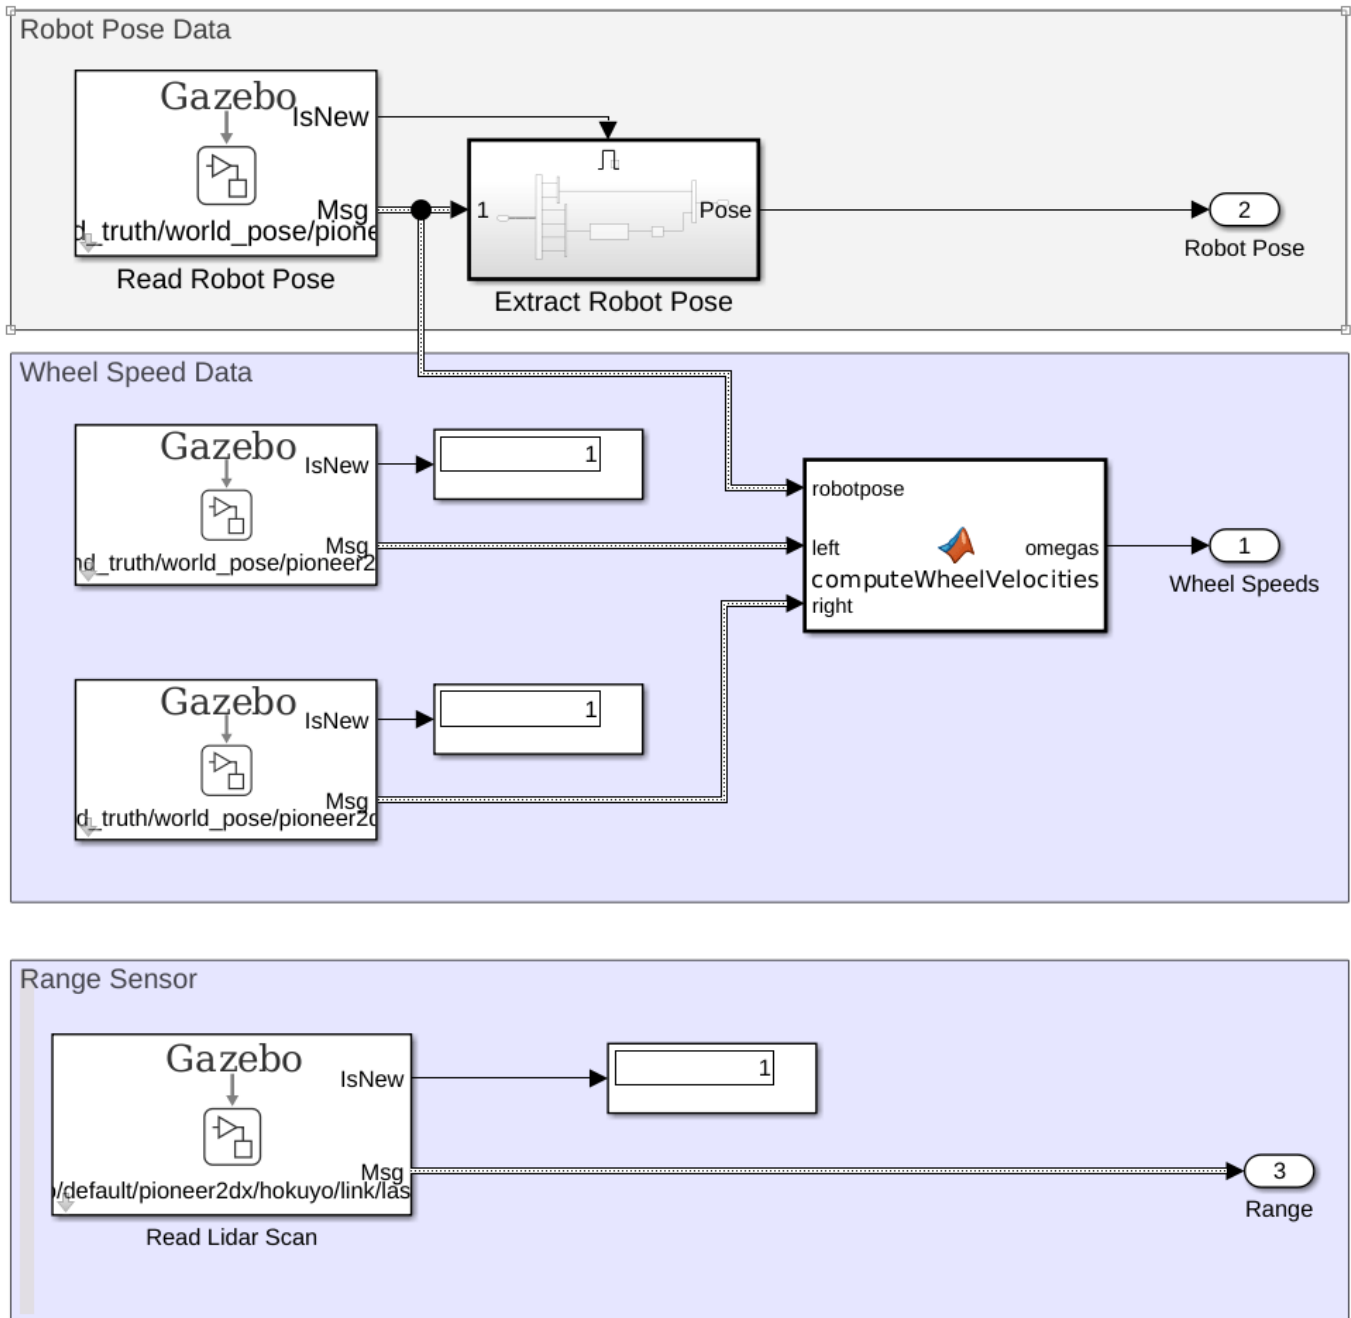 Robot Pose Data
Gazebo
IsNew
Msg
d_truth/world_pose/pione
Read Robot Pose
1
Pose
Extract Robot Pose
2
Robot Pose
Wheel Speed Data
Gazebo
IsNew
1
Msg
nd_truth/world_pose/pioneer2
robotpose
left
omegas
computeWheelVelocities
right
1
Wheel Speeds
Gazebo
IsNew
1
Msg
d_truth/world_pose/pioneer2d
Range Sensor
Gazebo
IsNew
1
Msg
/default/pioneer2dx/hokuyo/link/las
Read Lidar Scan
3
Range